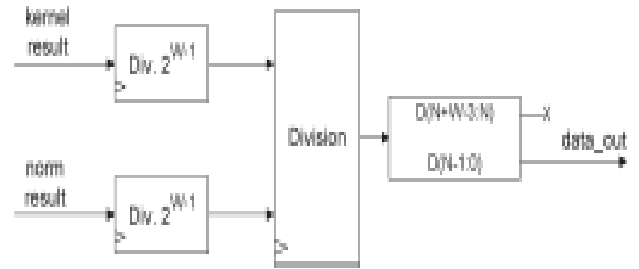 kernel
result
Div. 2^W-1
Division
D(N+W-3:N)
x
D(N-1:0)
data_out
norm
result
Div. 2^W-1